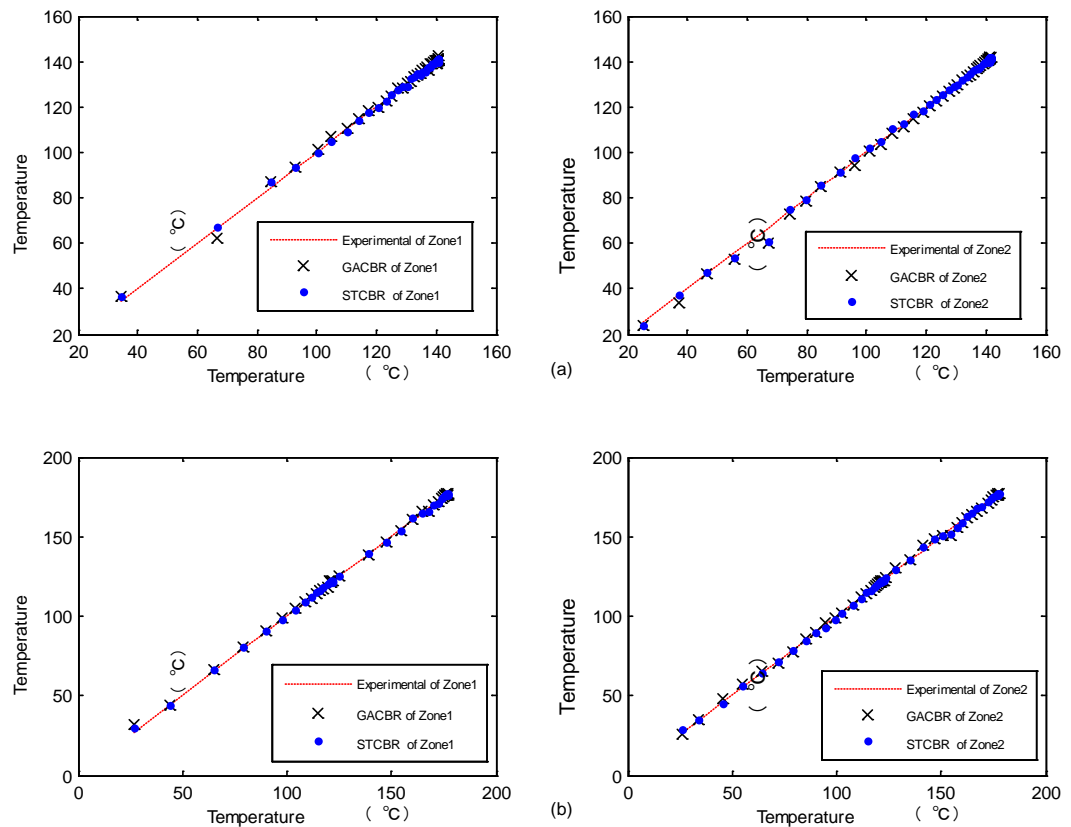 160
140
120
100
80
60
40
20
Temperature
(°C)
Experimental of Zone1
GACBR of Zone1
STCBR of Zone1
20 40 60 80 100 120 140 160
Temperature (°C)
160
140
120
100
80
60
40
20
Temperature
(°C)
Experimental of Zone2
GACBR of Zone2
STCBR of Zone2
20 40 60 80 100 120 140 160
Temperature (°C)
(a)
200
150
100
50
0
Temperature
(°C)
Experimental of Zone1
GACBR of Zone1
STCBR of Zone1
0 50 100 150 200
Temperature (°C)
200
150
100
50
0
Temperature
(°C)
Experimental of Zone2
GACBR of Zone2
STCBR of Zone2
0 50 100 150 200
Temperature (°C)
(b)